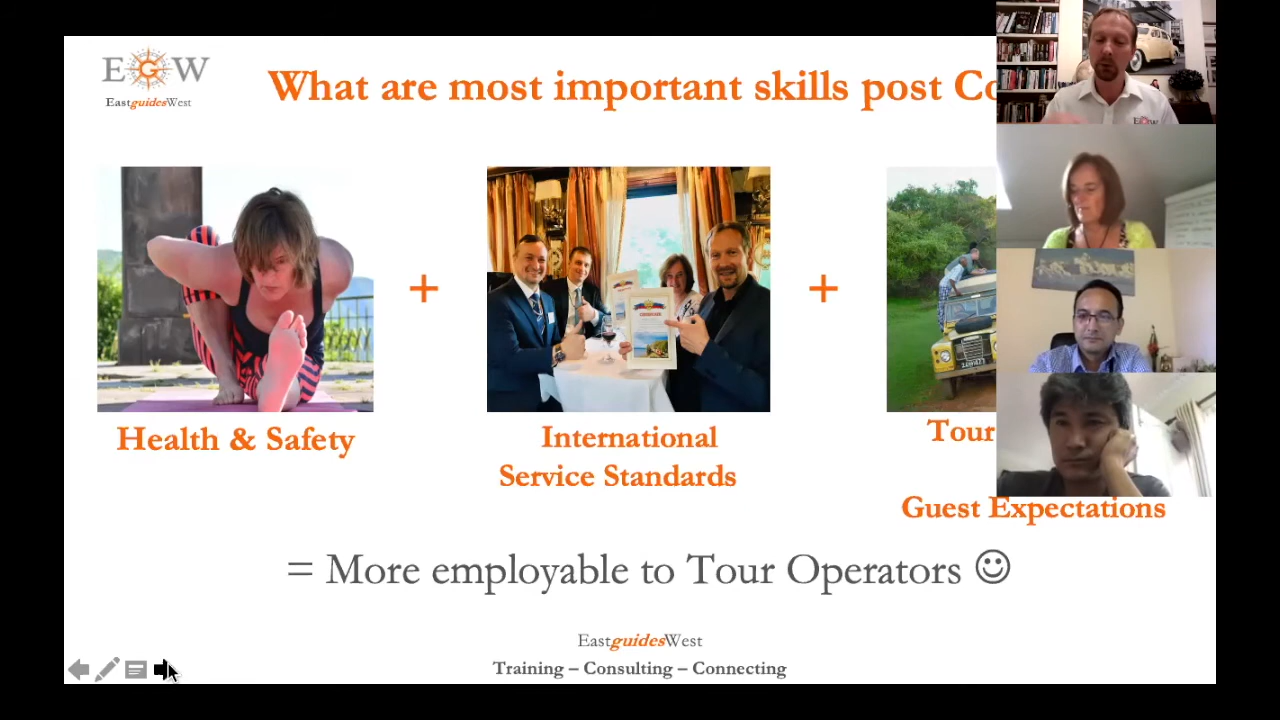 EGW
EastguidesWest
What are most important skills post Co
+
+
Health & Safety
International
Service Standards
Tour
Guest Expectations
= More employable to Tour Operators ☺
EastguidesWest
Training – Consulting – Connecting